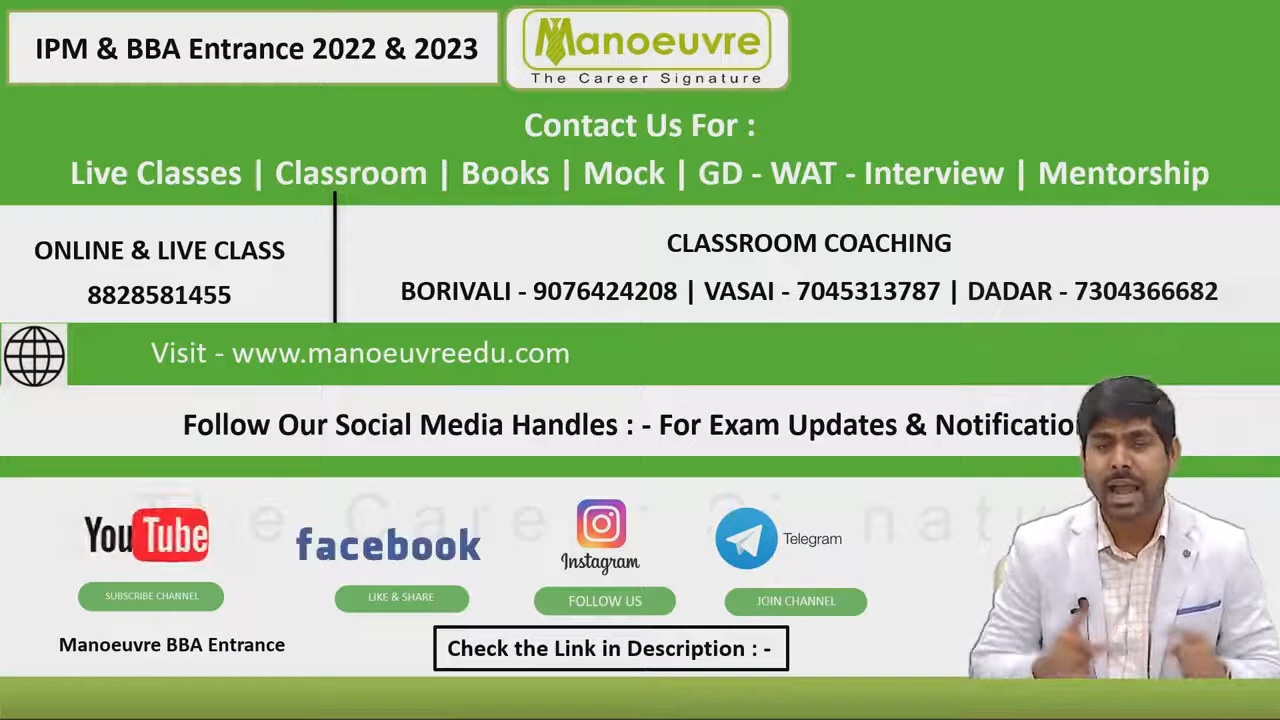 IPM & BBA Entrance 2022 & 2023
Manoeuvre
The Career Signature
Contact Us For :
Live Classes | Classroom | Books | Mock | GD - WAT - Interview | Mentorship
ONLINE & LIVE CLASS
8828581455
CLASSROOM COACHING
BORIVALI - 9076424208 | VASAI - 7045313787 | DADAR - 7304366682
Visit - www.manoeuvreedu.com
Follow Our Social Media Handles : - For Exam Updates & Notificatio
The Career Signatu
YouTube
facebook
Instagram
Telegram
SUBSCRIBE CHANNEL
LIKE & SHARE
FOLLOW US
JOIN CHANNEL
Manoeuvre BBA Entrance
Check the Link in Description : -